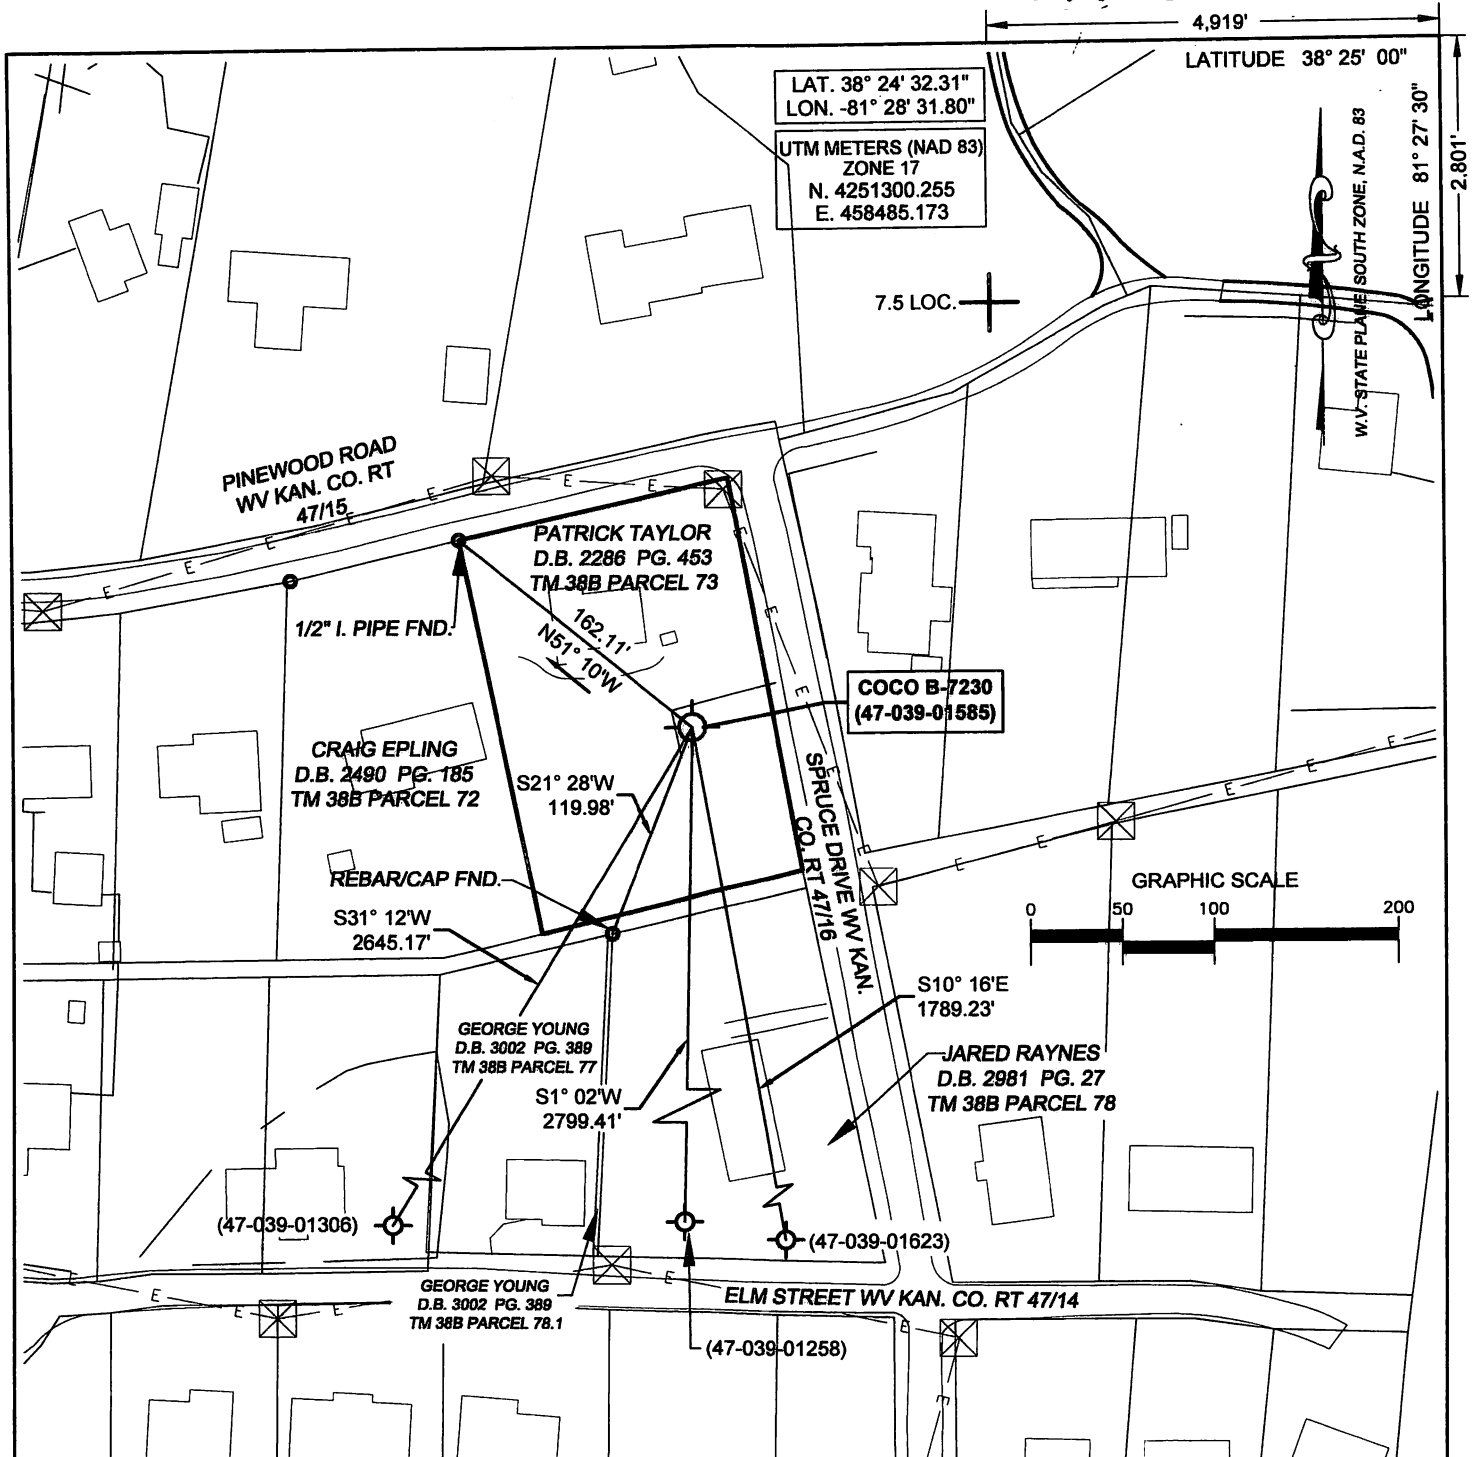 4,919'
LATITUDE 38° 25' 00"
LAT. 38° 24' 32.31"
LON. -81° 28' 31.80"
UTM METERS (NAD 83)
ZONE 17
N. 4251300.255
E. 458485.173
LONGITUDE 81° 27' 30"
2,801'
W.V. STATE PLANE, SOUTH ZONE, N.A.D. 83
7.5 LOC.
PINEWOOD ROAD
WV KAN. CO. RT
47/15
E
E
E
E
E
E
E
PATRICK TAYLOR
D.B. 2286 PG. 453
TM 38B PARCEL 73
1/2" I. PIPE FND.
162.11'
N51° 10'W
E
E
E
E
COCO B-7230
(47-039-01585)
CRAIG EPLING
D.B. 2490 PG. 185
TM 38B PARCEL 72
S21° 28'W
119.98'
SPRUCE DRIVE WV KAN.
CO. RT 47/16
E
E
E
E
REBAR/CAP FND.
GRAPHIC SCALE
0 50 100 200
S31° 12'W
2645.17'
S10° 16'E
1789.23'
GEORGE YOUNG
D.B. 3002 PG. 389
TM 38B PARCEL 77
JARED RAYNES
D.B. 2981 PG. 27
TM 38B PARCEL 78
S1° 02'W
2799.41'
(47-039-01306)
(47-039-01623)
GEORGE YOUNG
D.B. 3002 PG. 389
TM 38B PARCEL 78.1
E
E
E
E
E
E
ELM STREET WV KAN. CO. RT 47/14
(47-039-01258)